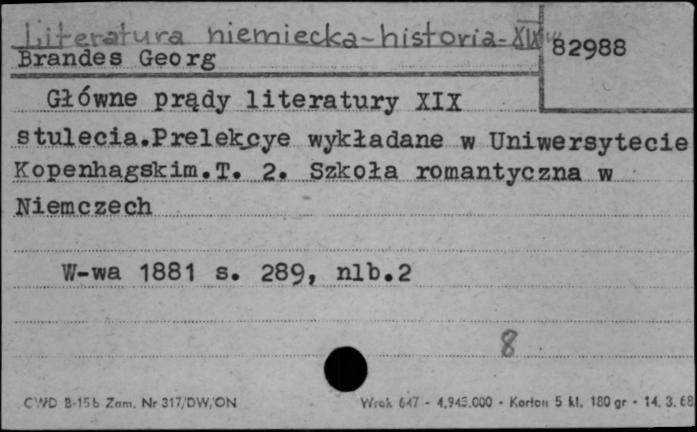 Literatura niemiecka-historia-XIX w
82988
Brandes Georg
Główne prądy literatury XIX
stulecia.Prelekcye wykładane w Uniwersytecie
Kopenhagskim.T. 2. Szkoła romantyczna w
Niemczech
W-wa 1881 s. 289, nlb.2
8
CWD B-15b Zam. Nr 317/DW/ON
Wrok 647 - 4.945.000 - Karton 5 kl. 180 gr - 14. 3. 68